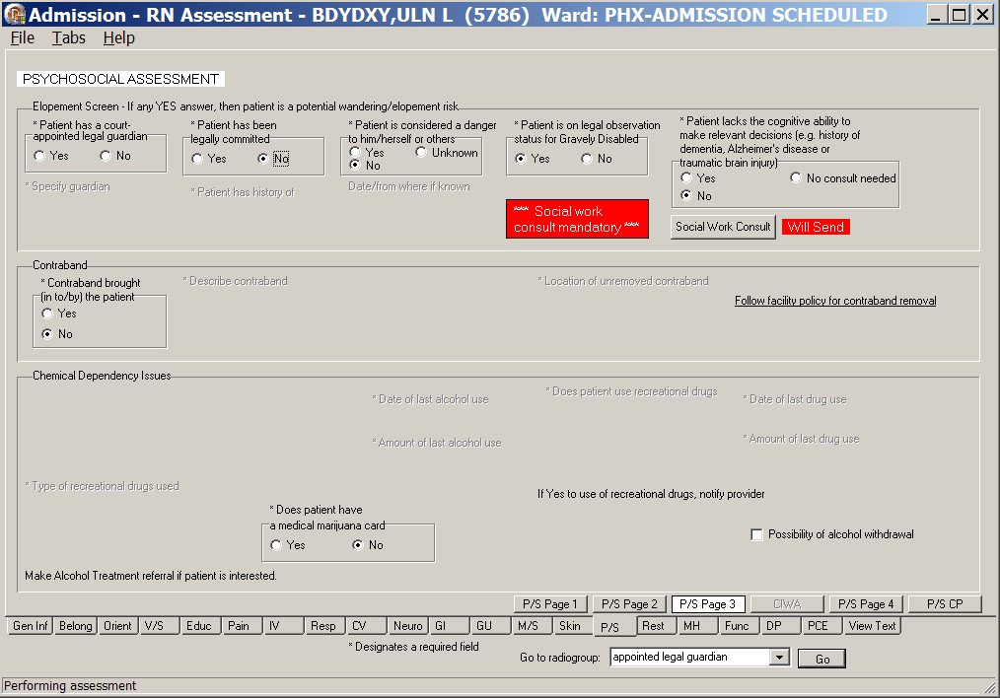 Admission - RN Assessment - BDYDXY,ULN L (5786) Ward: PHX-ADMISSION SCHEDULED
File Tabs Help
PSYCHOSOCIAL ASSESSMENT
Elopement Screen - If any YES answer, then patient is a potential wandering/elopement risk
* Patient has a court-
appointed legal guardian
Yes No
* Specify guardian
* Patient has been
legally committed
Yes No
* Patient has history of
* Patient is considered a danger
to him/herself or others
Yes Unknown
No
Date/from where if known
* Patient is on legal observation
status for Gravely Disabled
Yes No
*** Social work
consult mandatory ***
* Patient lacks the cognitive ability to
make relevant decisions (e.g. history of
dementia, Alzheimer's disease or
traumatic brain injury)
Yes No consult needed
No
Social Work Consult Will Send
Contraband
* Contraband brought
(in to/by) the patient
Yes
No
* Describe contraband
* Location of unremoved contraband
Follow facility policy for contraband removal
Chemical Dependency Issues
* Date of last alcohol use
* Does patient use recreational drugs
* Date of last drug use
* Amount of last alcohol use
* Amount of last drug use
* Type of recreational drugs used
If Yes to use of recreational drugs, notify provider
* Does patient have
a medical marijuana card
Yes No
Possibility of alcohol withdrawal
Make Alcohol Treatment referral if patient is interested.
P/S Page 1 P/S Page 2 P/S Page 3 CIWA P/S Page 4 P/S CP
Gen Inf Belong Orient V/S Educ Pain IV Resp CV Neuro GI GU M/S Skin P/S Rest MH Func DP PCE View Text
* Designates a required field
Go to radiogroup: appointed legal guardian Go
Performing assessment